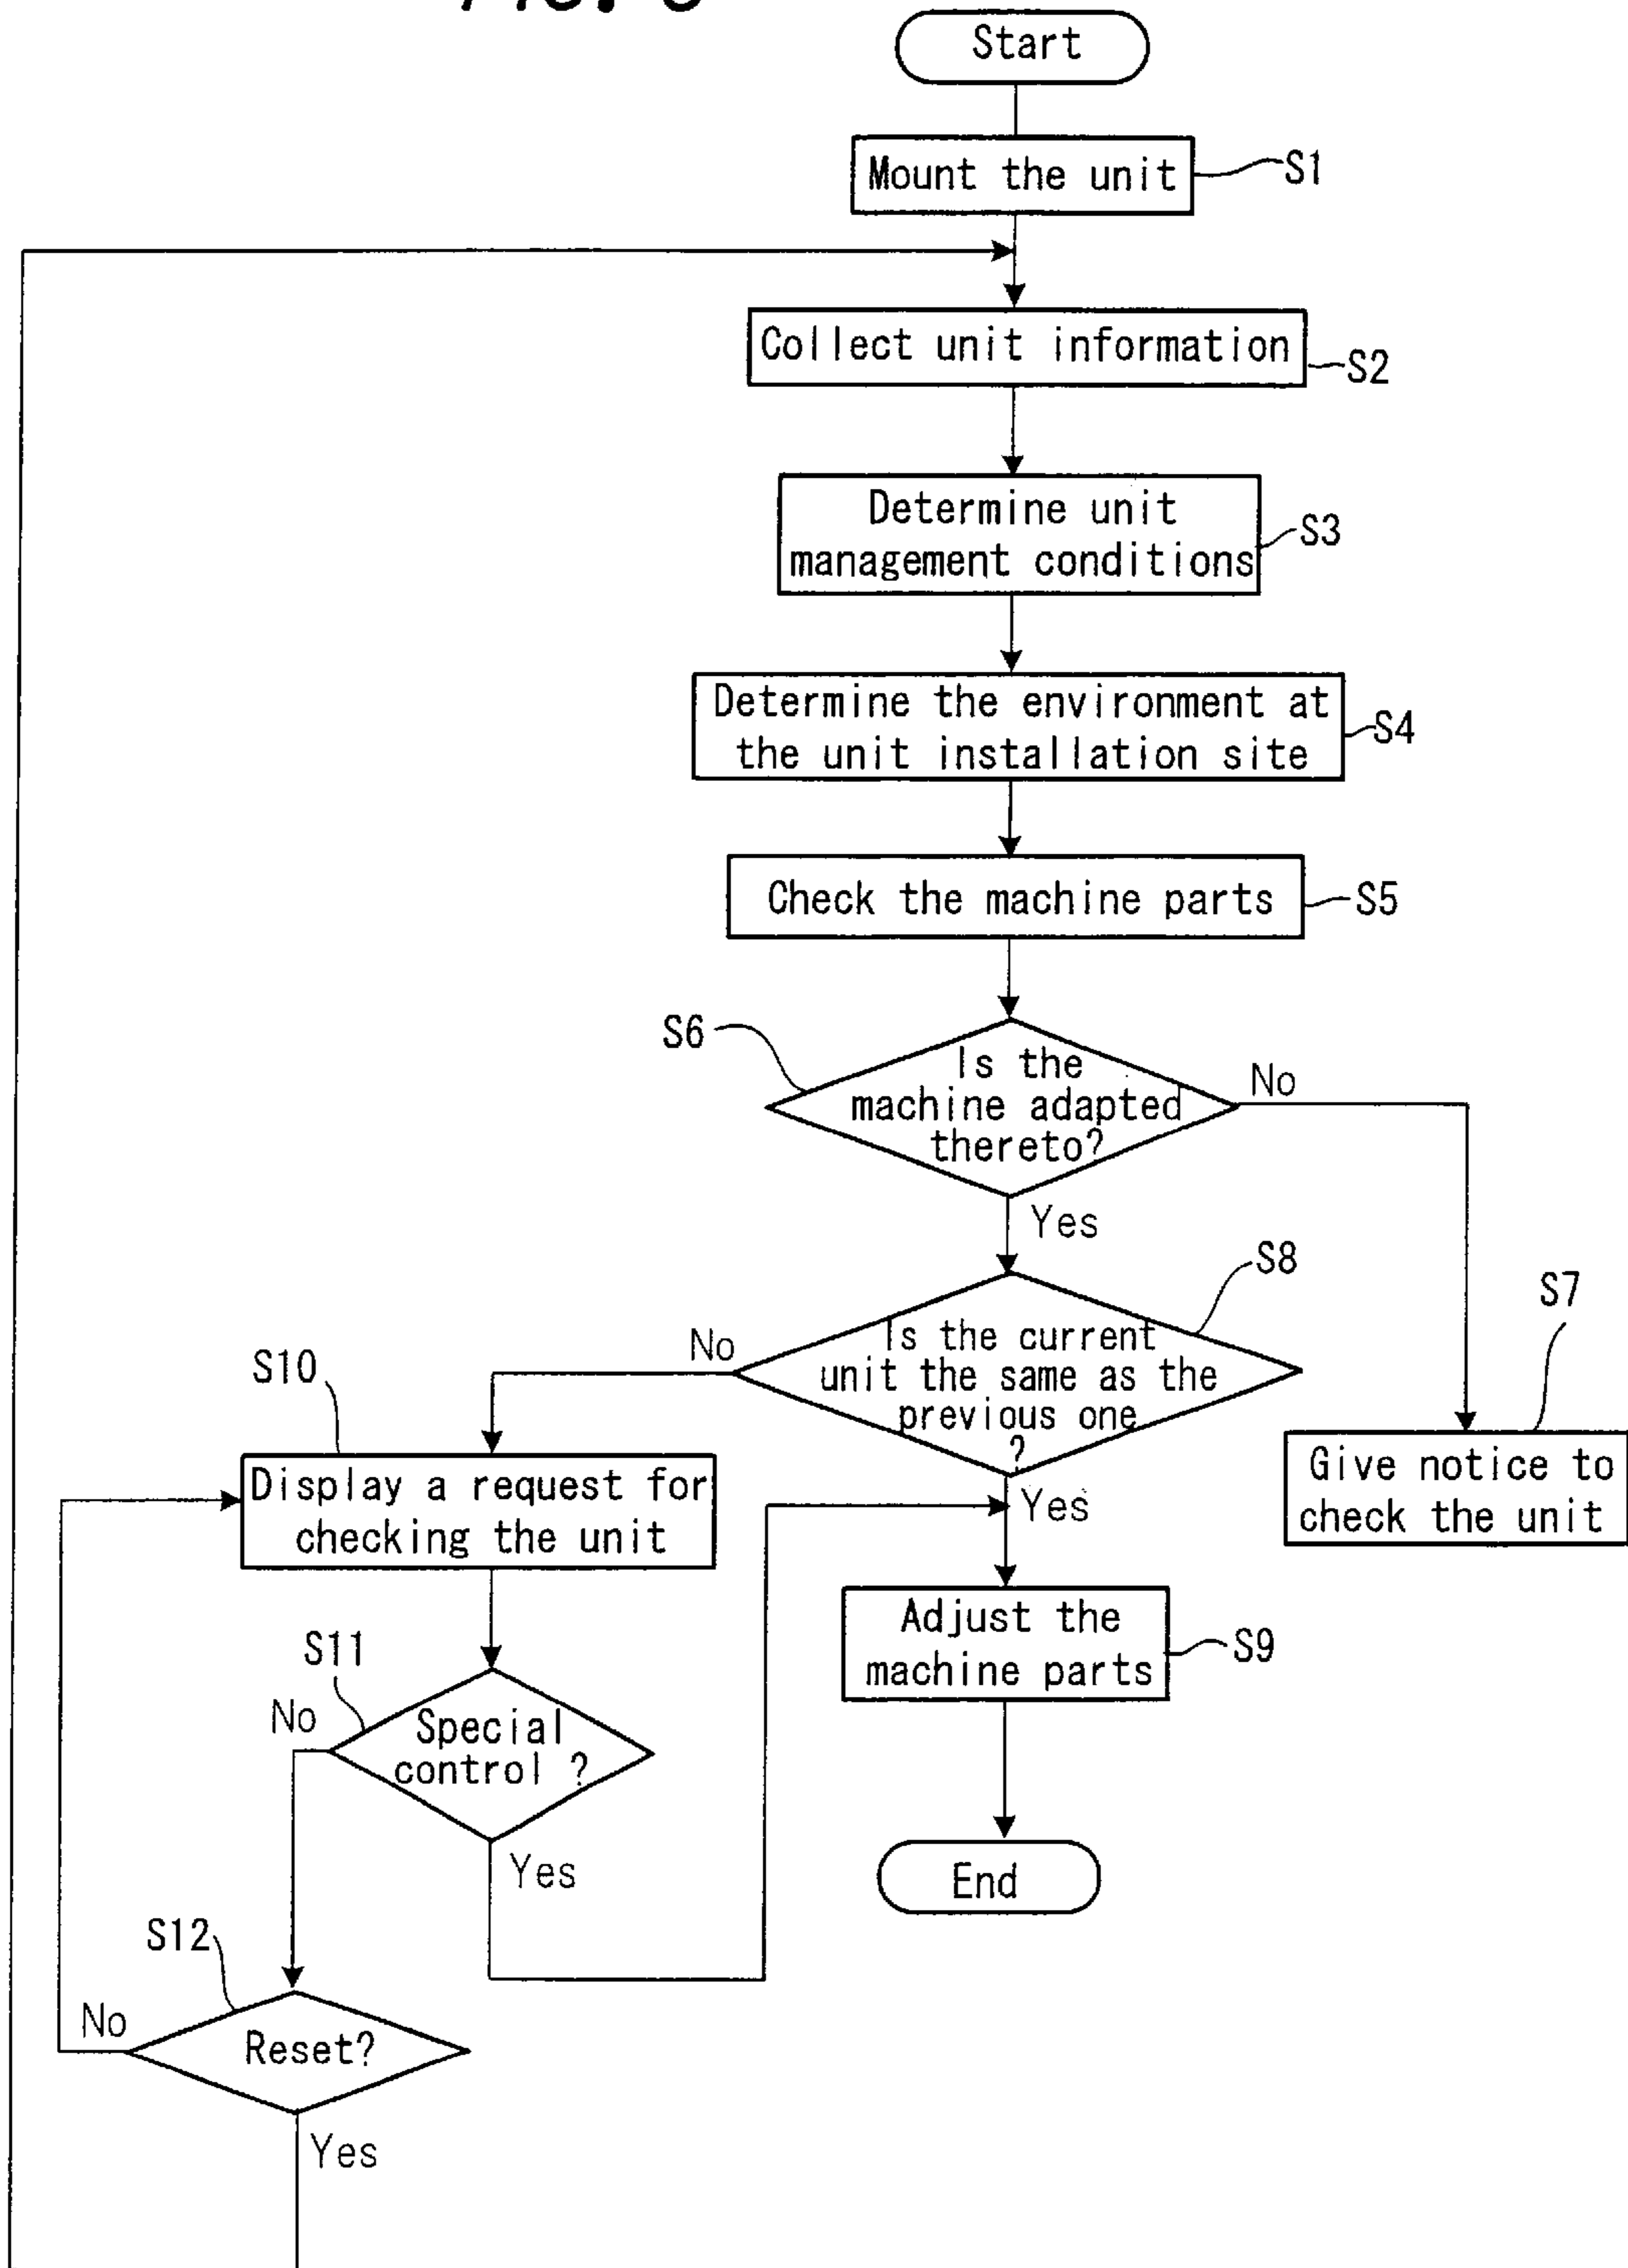 Start
Mount the unit
S1
Collect unit information
S2
Determine unit
management conditions
S3
Determine the environment at
the unit installation site
S4
Check the machine parts
S5
S6
Is the
machine adapted
thereto?
No
Yes
S8
S7
Is the current
unit the same as the
previous one
?
No
Yes
Give notice to
check the unit
S10
Display a request for
checking the unit
Adjust the
machine parts
S9
S11
Special
control ?
No
Yes
End
S12
Reset?
No
Yes